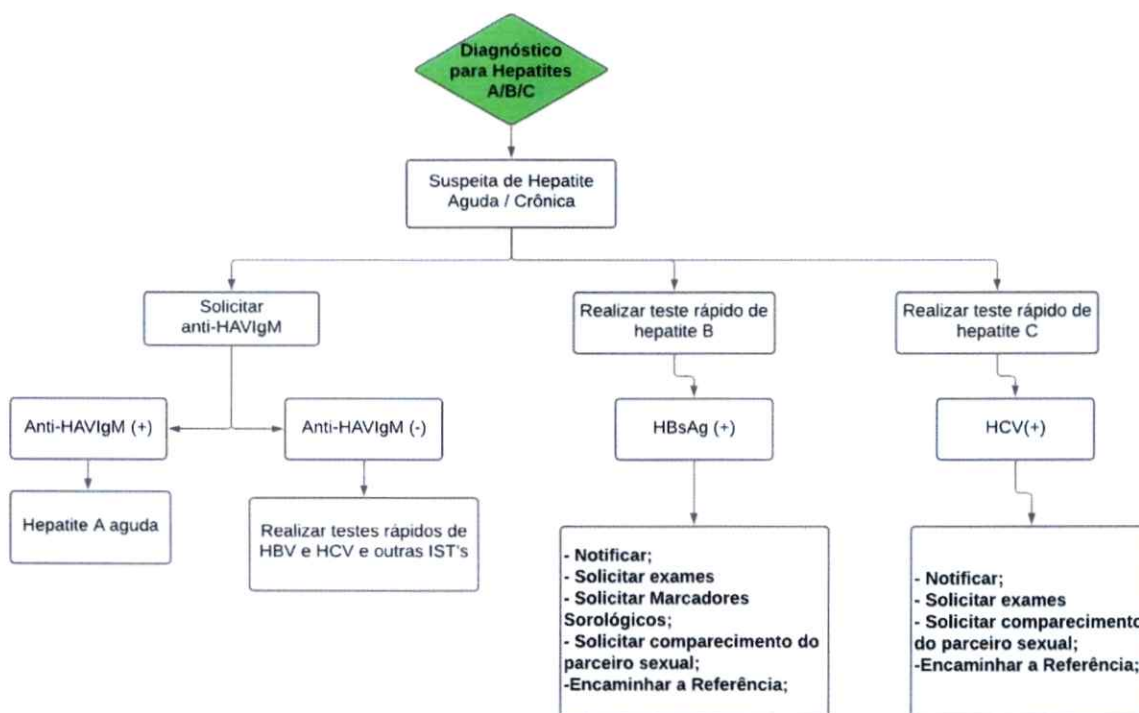 Diagnóstico
para Hepatites
A/B/C
Suspeita de Hepatite
Aguda / Crônica
Solicitar
anti-HAVIgM
Realizar teste rápido de
hepatite B
Realizar teste rápido de
hepatite C
Anti-HAVIgM (+)
Anti-HAVIgM (-)
HBsAg (+)
HCV(+)
Hepatite A aguda
Realizar testes rápidos de
HBV e HCV e outras IST's
- Notificar;
- Solicitar exames
- Solicitar Marcadores
Sorológicos;
- Solicitar comparecimento do
parceiro sexual;
-Encaminhar a Referência;
- Notificar;
- Solicitar exames
- Solicitar comparecimento
do parceiro sexual;
-Encaminhar a Referência;